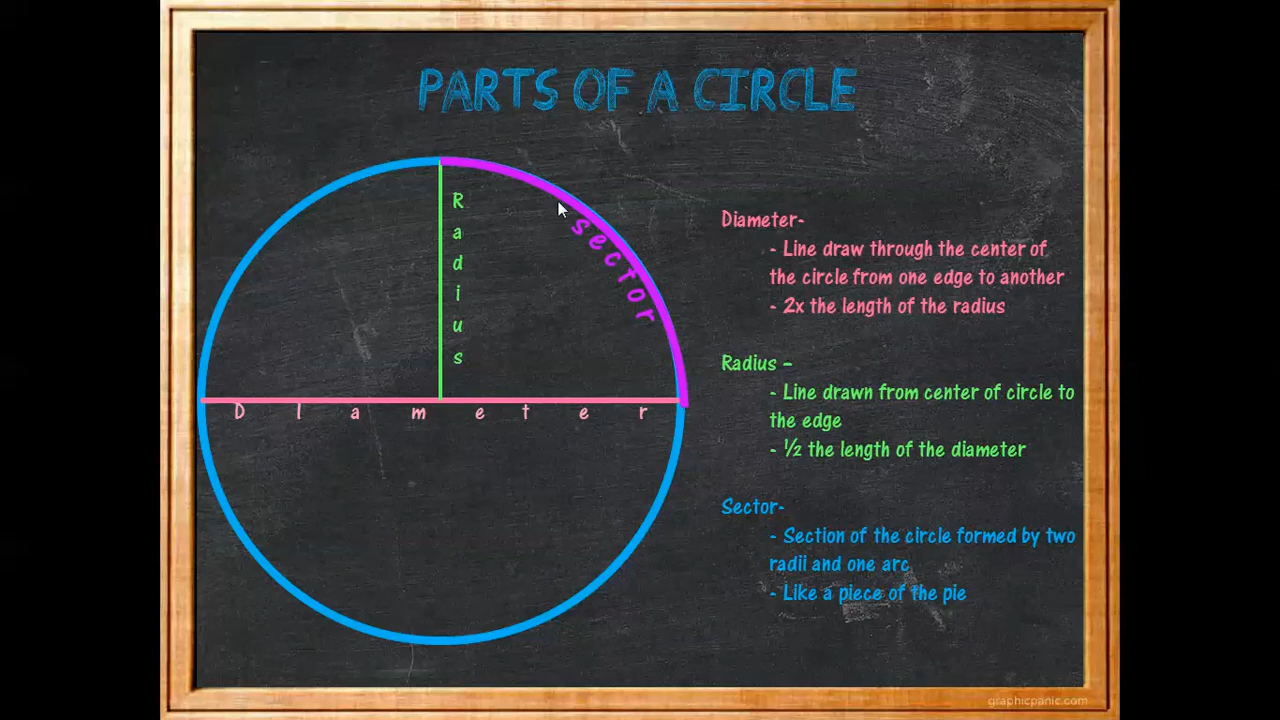 PARTS OF A CIRCLE
Radius
sector
Dlameter
Diameter-
- Line draw through the center of
the circle from one edge to another
- 2x the length of the radius
Radius –
- Line drawn from center of circle to
the edge
- ½ the length of the diameter
Sector-
- Section of the circle formed by two
radii and one arc
- Like a piece of the pie
graphicpanic.com